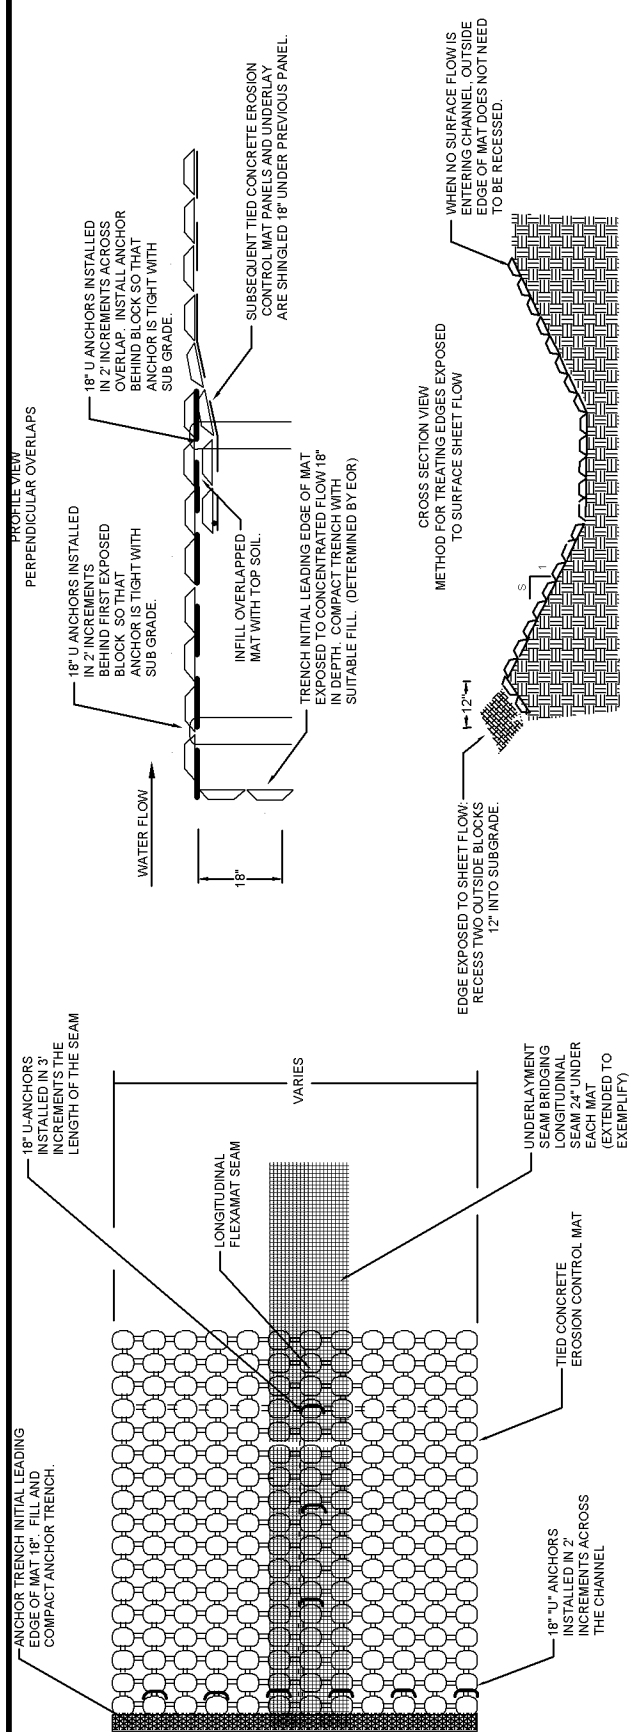 ANCHOR TRENCH INITIAL LEADING
EDGE OF MAT 18". FILL AND
COMPACT ANCHOR TRENCH.
18" U-ANCHORS
INSTALLED IN 3'
INCREMENTS THE
LENGTH OF THE SEAM
LONGITUDINAL
FLEXAMAT SEAM
VARIES
18" "U" ANCHORS
INSTALLED IN 2'
INCREMENTS ACROSS
THE CHANNEL
TIED CONCRETE
EROSION CONTROL MAT
UNDERLAYMENT
SEAM BRIDGING
LONGITUDINAL
SEAM 24" UNDER
EACH MAT
(EXTENDED TO
EXEMPLIFY)
PROFILE VIEW
PERPENDICULAR OVERLAPS
18" U ANCHORS INSTALLED
IN 2' INCREMENTS
BEHIND FIRST EXPOSED
BLOCK SO THAT
ANCHOR IS TIGHT WITH
SUB GRADE.
18" U ANCHORS INSTALLED
IN 2' INCREMENTS ACROSS
OVERLAP. INSTALL ANCHOR
BEHIND BLOCK SO THAT
ANCHOR IS TIGHT WITH
SUB GRADE.
WATER FLOW
18"
INFILL OVERLAPPED
MAT WITH TOP SOIL.
SUBSEQUENT TIED CONCRETE EROSION
CONTROL MAT PANELS AND UNDERLAY
ARE SHINGLED 18" UNDER PREVIOUS PANEL.
TRENCH INITIAL LEADING EDGE OF MAT
EXPOSED TO CONCENTRATED FLOW 18"
IN DEPTH. COMPACT TRENCH WITH
SUITABLE FILL. (DETERMINED BY EOR)
CROSS SECTION VIEW
METHOD FOR TREATING EDGES EXPOSED
TO SURFACE SHEET FLOW
12"
S
1
EDGE EXPOSED TO SHEET FLOW:
RECESS TWO OUTSIDE BLOCKS
12" INTO SUBGRADE.
WHEN NO SURFACE FLOW IS
ENTERING CHANNEL, OUTSIDE
EDGE OF MAT DOES NOT NEED
TO BE RECESSED.